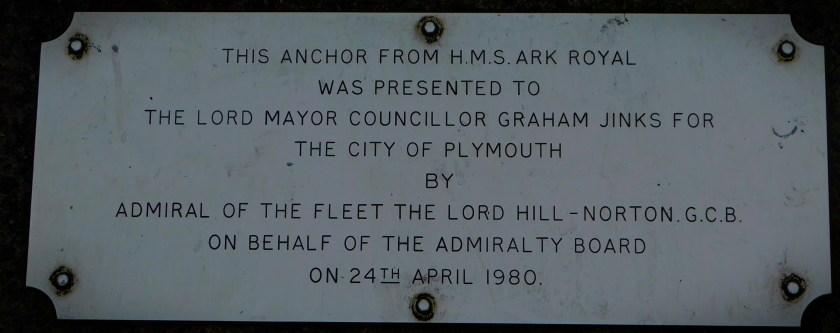 THIS ANCHOR FROM H.M.S. ARK ROYAL
WAS PRESENTED TO
THE LORD MAYOR COUNCILLOR GRAHAM JINKS FOR
THE CITY OF PLYMOUTH
BY
ADMIRAL OF THE FLEET THE LORD HILL-NORTON. G.C.B.
ON BEHALF OF THE ADMIRALTY BOARD
ON 24TH APRIL 1980.